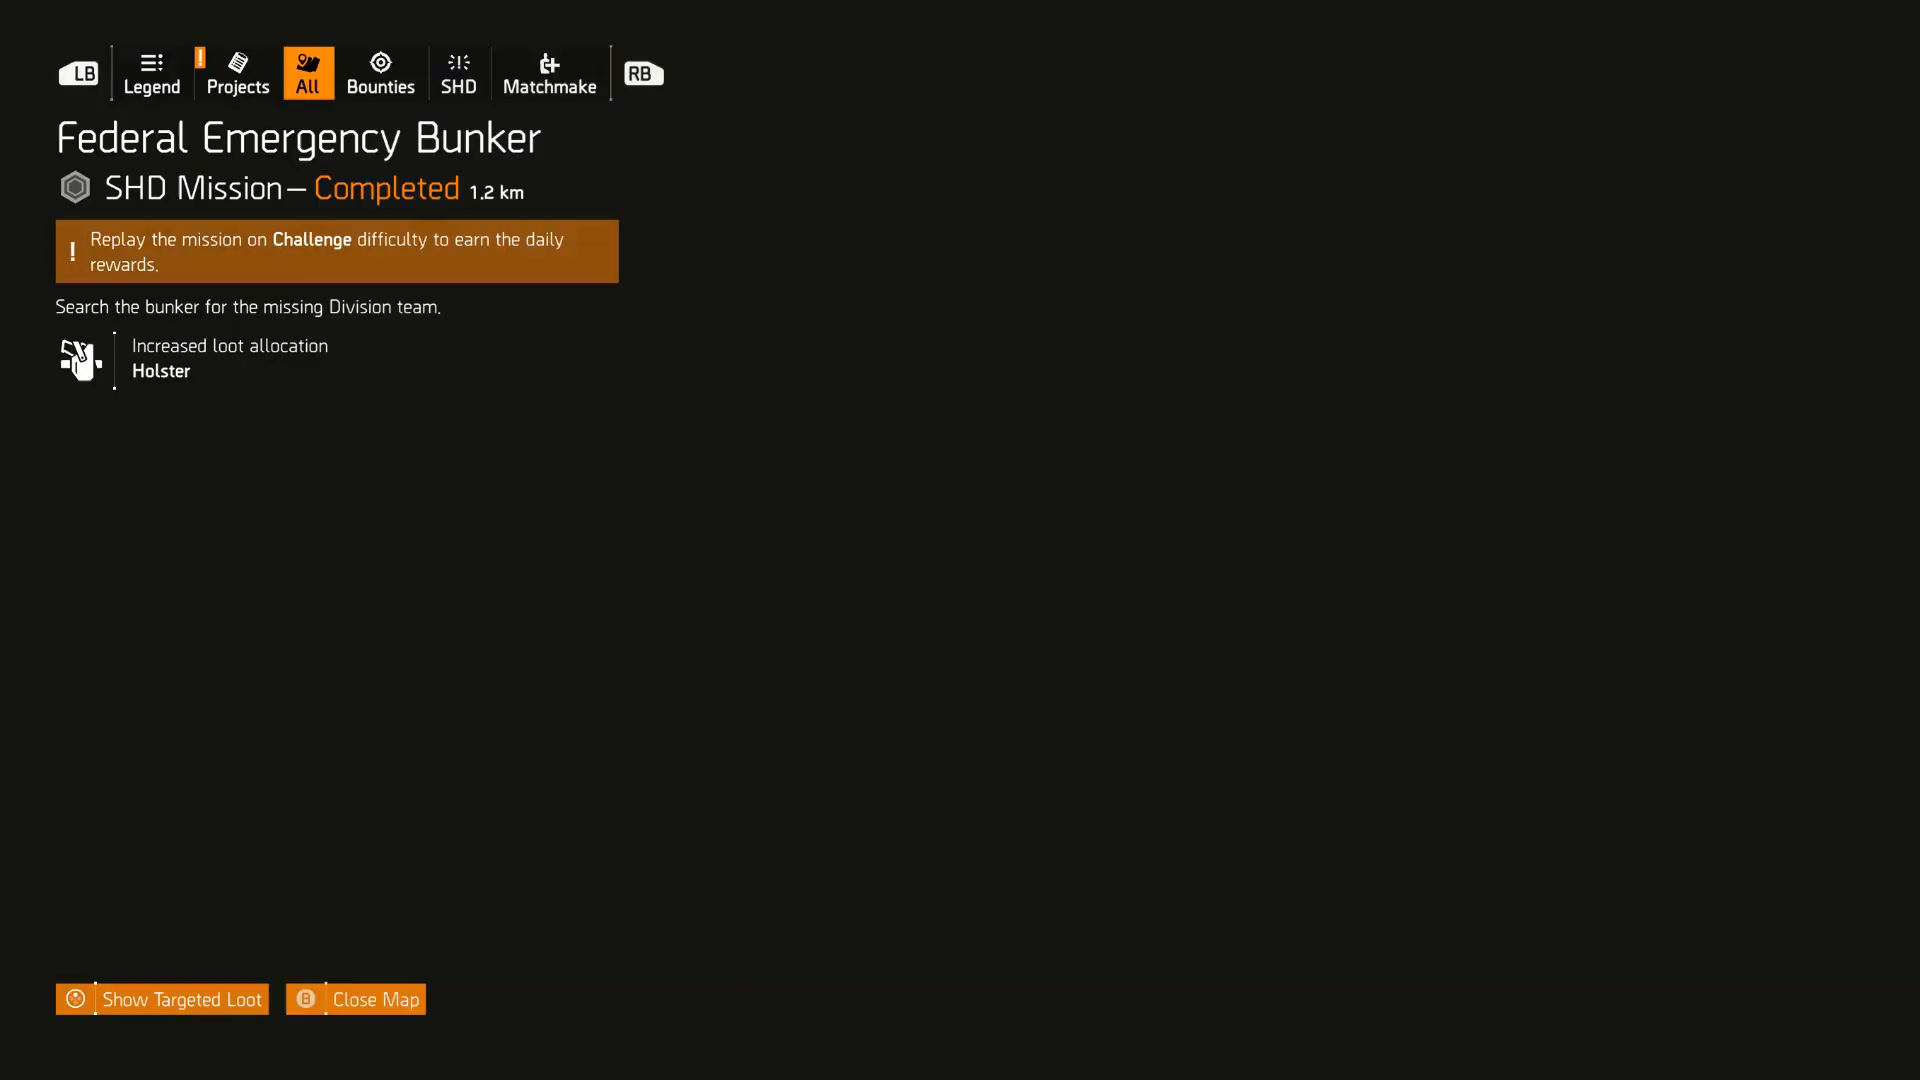 LB
Legend
!
Projects
All
Bounties
SHD
Matchmake
RB
Federal Emergency Bunker
SHD Mission— Completed 1.2 km
! Replay the mission on Challenge difficulty to earn the daily
rewards.
Search the bunker for the missing Division team.
Increased loot allocation
Holster
Show Targeted Loot
B Close Map